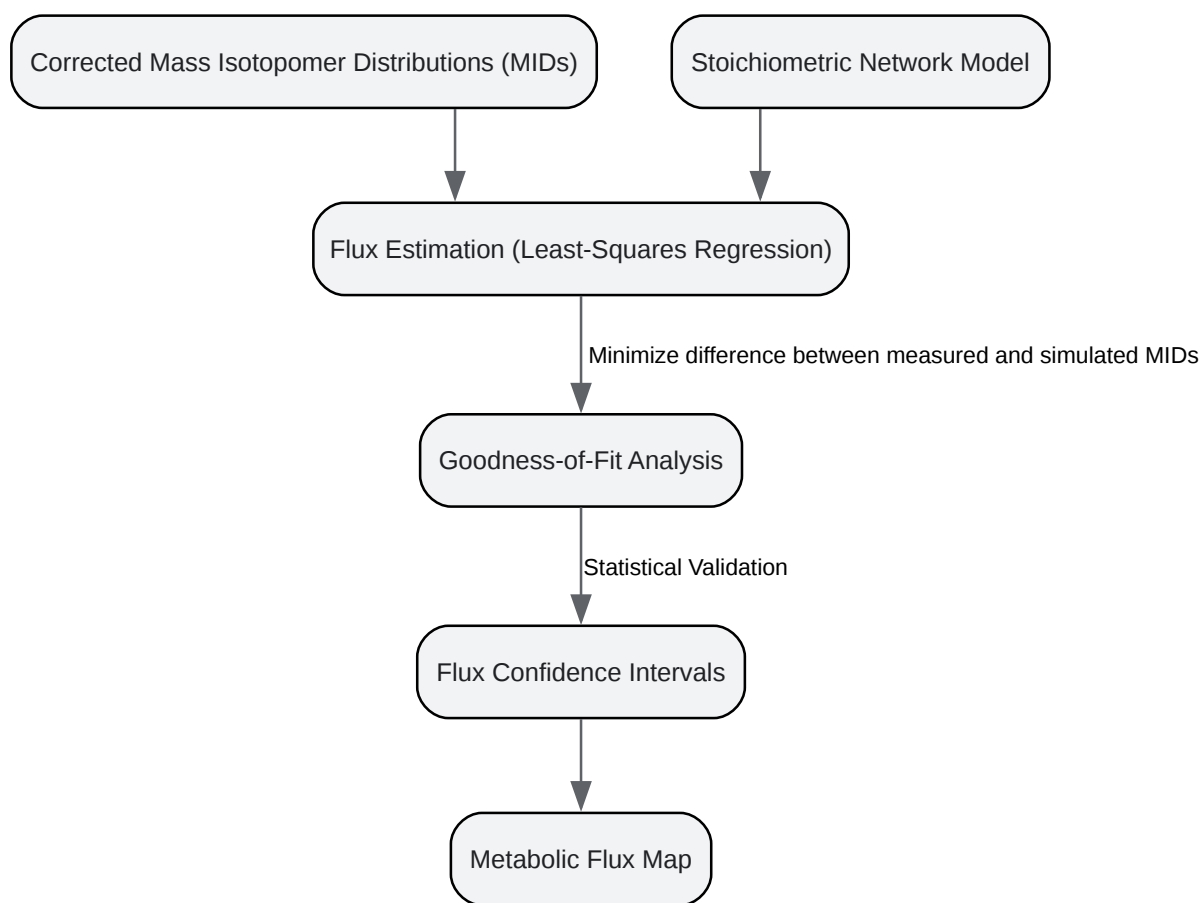 Corrected Mass Isotopomer Distributions (MIDs)
Stoichiometric Network Model
Flux Estimation (Least-Squares Regression)
Minimize difference between measured and simulated MIDs
Goodness-of-Fit Analysis
Statistical Validation
Flux Confidence Intervals
Metabolic Flux Map